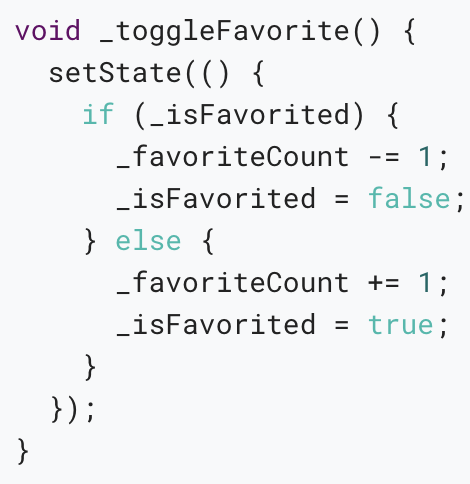 void _toggleFavorite() {
  setState(() {
    if (_isFavorited) {
      _favoriteCount -= 1;
      _isFavorited = false;
    } else {
      _favoriteCount += 1;
      _isFavorited = true;
    }
  });
}